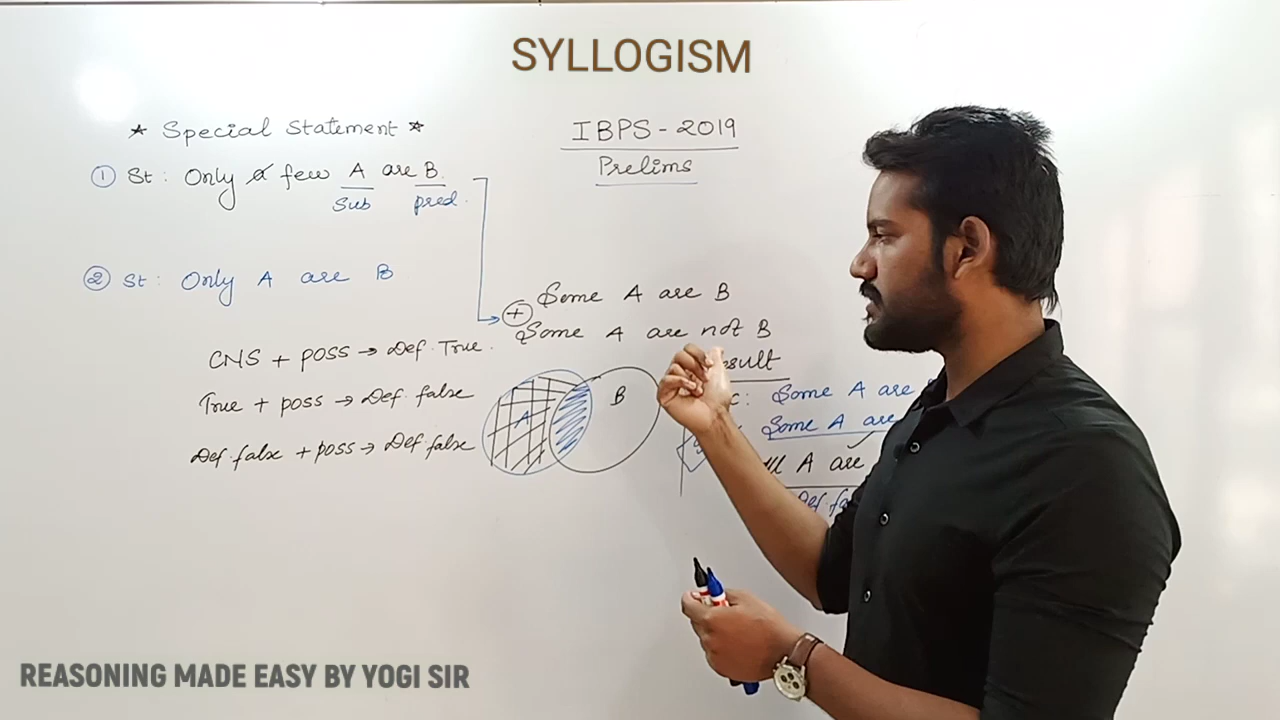 SYLLOGISM
★ Special Statement ★
① St: Only a few A are B.
Sub pred.
② St: Only A are B
IBPS - 2019
Prelims
+ Some A are B
Some A are not B
CNS + POSS → Def. True.
True + poss → Def. false
Def. false + poss → Def. false
A B
C: Some A are
Some A are
A are
Def. fa
REASONING MADE EASY BY YOGI SIR